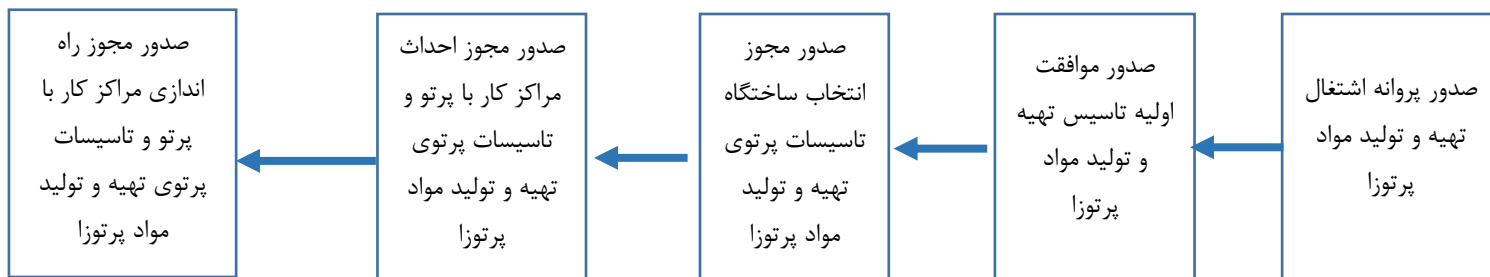 صدور پروانه اشتغال
تهیه و تولید مواد
پرتوزا
صدور موافقت
اولیه تاسیس تهیه
و تولید مواد
پرتوزا
صدور مجوز
انتخاب ساختگاه
تاسیسات پرتوی
تهیه و تولید
مواد پرتوزا
صدور مجوز احداث
مراکز کار با پرتو و
تاسیسات پرتوی
تهیه و تولید مواد
پرتوزا
صدور مجوز راه
اندازی مراکز کار با
پرتو و تاسیسات
پرتوی تهیه و تولید
مواد پرتوزا